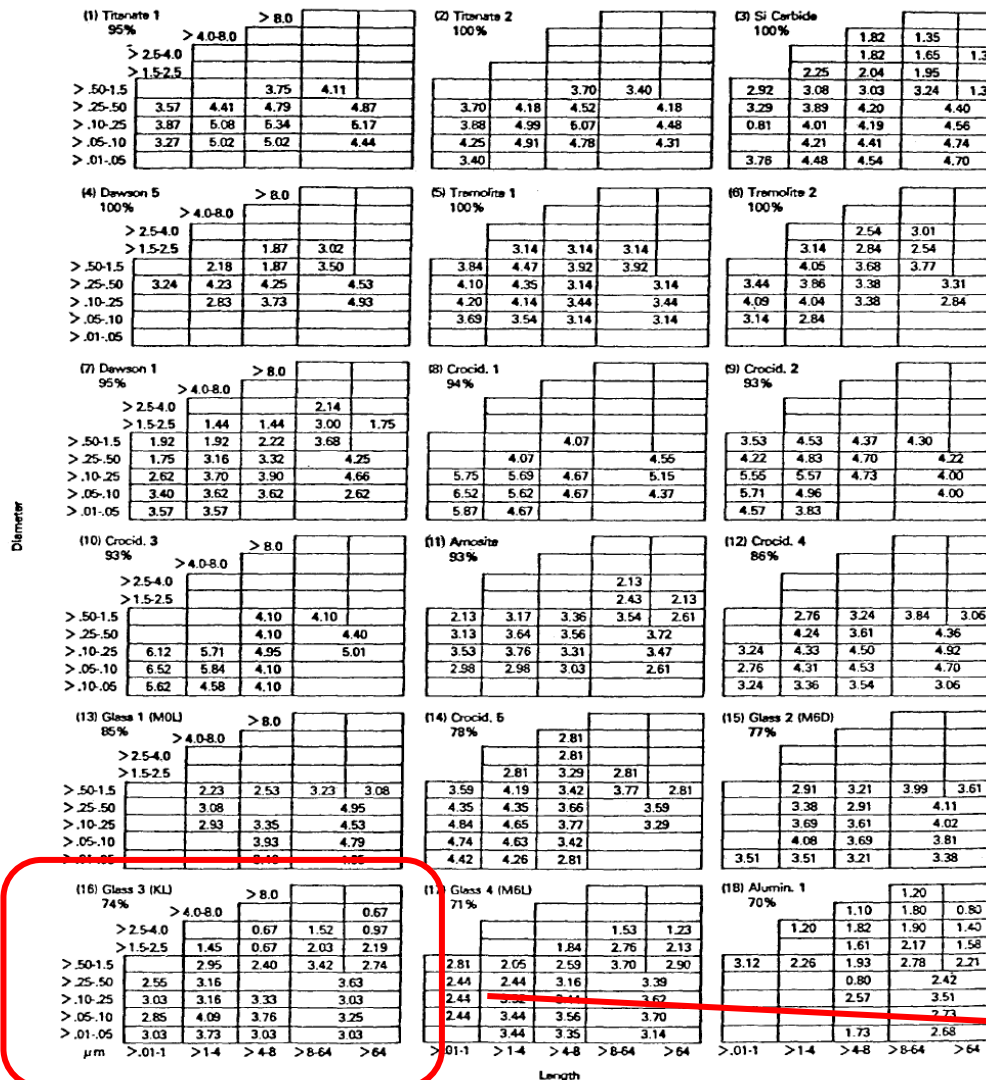 Diameter
(1) Titanate 1
95%
> 8.0
> 4.0-8.0
> 2.5-4.0
> 1.5-2.5
> .50-1.5 3.75 4.11
> .25-.50 3.57 4.41 4.79 4.87
> .10-.25 3.87 5.08 5.34 5.17
> .05-.10 3.27 5.02 5.02 4.44
> .01-.05
(2) Titanate 2
100%
3.70 3.40
3.70 4.18 4.52 4.18
3.88 4.99 5.07 4.48
4.25 4.91 4.78 4.31
3.40
(3) Si Carbide
100%
1.82 1.35
1.82 1.65
2.25 2.04 1.95
2.92 3.08 3.03 3.24
3.29 3.89 4.20 4.40
0.81 4.01 4.19 4.56
4.21 4.41 4.74
3.76 4.48 4.54 4.70
(4) Dawson 5
100%
> 8.0
> 4.0-8.0
> 2.5-4.0
> 1.5-2.5 1.87 3.02
> .50-1.5 2.18 1.87 3.50
> .25-.50 3.24 4.23 4.25 4.53
> .10-.25 2.83 3.73 4.93
> .05-.10
> .01-.05
(5) Tremolite 1
100%
3.14 3.14 3.14
3.84 4.47 3.92 3.92
4.10 4.35 3.14 3.14
4.20 4.14 3.44 3.44
3.69 3.54 3.14 3.14
(6) Tremolite 2
100%
2.54 3.01
3.14 2.84 2.54
4.05 3.68 3.77
3.44 3.86 3.38 3.31
4.09 4.04 3.38 2.84
3.14 2.84
(7) Dawson 1
95%
> 8.0
> 4.0-8.0
> 2.5-4.0 2.14
> 1.5-2.5 1.44 1.44 3.00 1.75
> .50-1.5 1.92 1.92 2.22 3.68
> .25-.50 1.75 3.16 3.32 4.25
> .10-.25 2.62 3.70 3.90 4.66
> .05-.10 3.40 3.62 3.62 2.62
> .01-.05 3.57 3.57
(8) Crocid. 1
94%
4.07
4.07 4.55
5.75 5.69 4.67 5.15
6.52 5.62 4.67 4.37
5.87 4.67
(9) Crocid. 2
93%
3.53 4.53 4.37 4.30
4.22 4.83 4.70 4.22
5.55 5.57 4.73 4.00
5.71 4.96 4.00
4.57 3.83
(10) Crocid. 3
93%
> 8.0
> 4.0-8.0
> 2.5-4.0
> 1.5-2.5
> .50-1.5 4.10 4.10
> .25-.50 4.10 4.40
> .10-.25 6.12 5.71 4.95 5.01
> .05-.10 6.52 5.84 4.10
> .10-.05 5.62 4.58 4.10
(11) Amosite
93%
2.13
2.43 2.13
2.13 3.17 3.36 3.54 2.61
3.13 3.64 3.56 3.72
3.53 3.76 3.31 3.47
2.98 2.98 3.03 2.61
(12) Crocid. 4
86%
2.76 3.24 3.84 3.06
4.24 3.61 4.36
3.24 4.33 4.50 4.92
2.76 4.31 4.53 4.70
3.24 3.36 3.54 3.06
(13) Glass 1 (M0L)
85%
> 8.0
> 4.0-8.0
> 2.5-4.0
> 1.5-2.5
> .50-1.5 2.23 2.53 3.23 3.08
> .25-.50 3.08 4.95
> .10-.25 2.93 3.35 4.53
> .05-.10 3.93 4.79
(14) Crocid. 5
78%
2.81
2.81
2.81 3.29 2.81
3.59 4.19 3.42 3.77 2.81
4.35 4.35 3.66 3.59
4.84 4.65 3.77 3.29
4.74 4.63 3.42
4.42 4.26 2.81
(15) Glass 2 (M6D)
77%
2.91 3.21 3.99 3.61
3.38 2.91 4.11
3.69 3.61 4.02
4.08 3.69 3.81
3.51 3.51 3.21 3.38
(16) Glass 3 (KL)
74%
> 8.0
> 4.0-8.0 0.67
> 2.5-4.0 0.67 1.52 0.97
> 1.5-2.5 1.45 0.67 2.03 2.19
> .50-1.5 2.95 2.40 3.42 2.74
> .25-.50 2.55 3.16 3.63
> .10-.25 3.03 3.16 3.33 3.03
> .05-.10 2.85 4.09 3.76 3.25
> .01-.05 3.03 3.73 3.03 3.03
μm >.01-1 >1-4 >4-8 >8-64 >64
(17) Glass 4 (M6L)
71%
1.53 1.23
1.84 2.76 2.13
2.81 2.05 2.59 3.70 2.90
2.44 2.44 3.16 3.39
2.44 3.62
2.44 3.44 3.56 3.70
3.44 3.35 3.14
>.01-1 >1-4 >4-8 >8-64 >64
(18) Alumin. 1
70%
1.20
1.10 1.80 0.80
1.20 1.82 1.90 1.40
1.61 2.17 1.58
3.12 2.26 1.93 2.78 2.21
0.80 2.42
2.57 3.51
2.73
1.73 2.68
>.01-1 >1-4 >4-8 >8-64 >64
Length